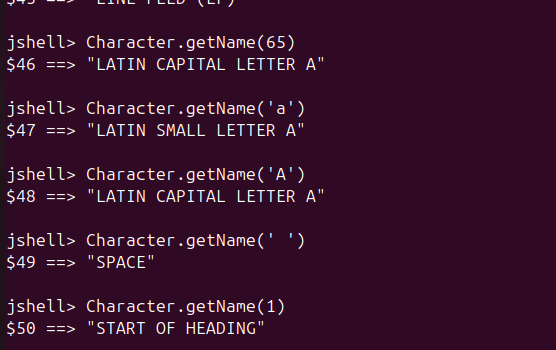 $45 ==> "LINE FEED (LF)"
jshell> Character.getName(65)
$46 ==> "LATIN CAPITAL LETTER A"
jshell> Character.getName('a')
$47 ==> "LATIN SMALL LETTER A"
jshell> Character.getName('A')
$48 ==> "LATIN CAPITAL LETTER A"
jshell> Character.getName(' ')
$49 ==> "SPACE"
jshell> Character.getName(1)
$50 ==> "START OF HEADING"